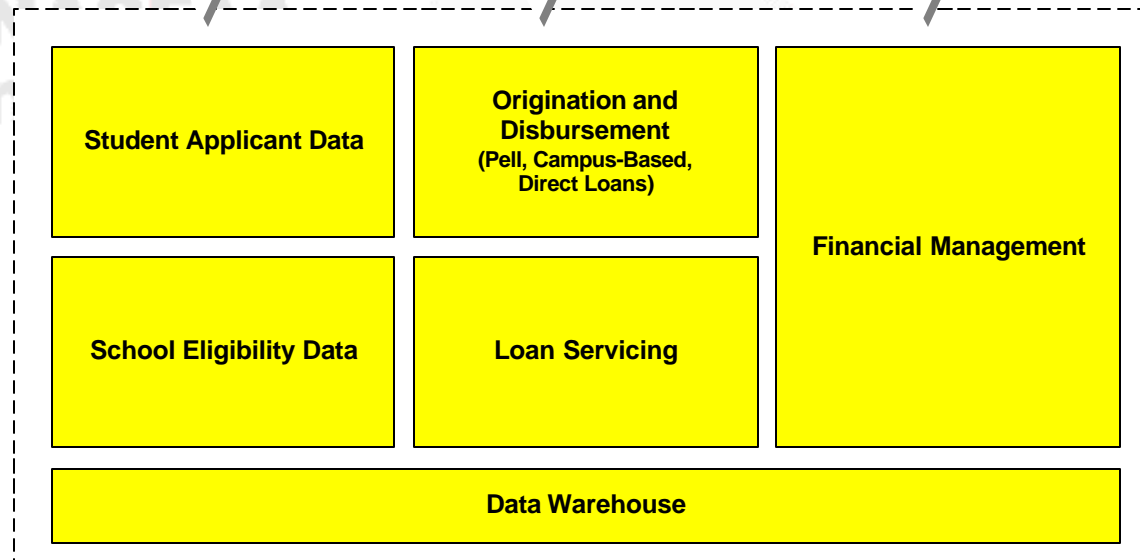 Student Applicant Data
Origination and
Disbursement
(Pell, Campus-Based,
Direct Loans)
Financial Management
School Eligibility Data
Loan Servicing
Data Warehouse